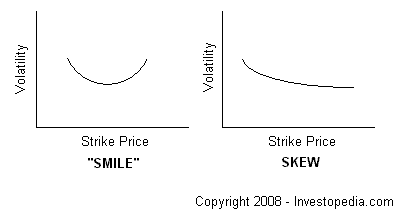 Volatility
Strike Price
"SMILE"
Volatility
Strike Price
SKEW
Copyright 2008 - Investopedia.com